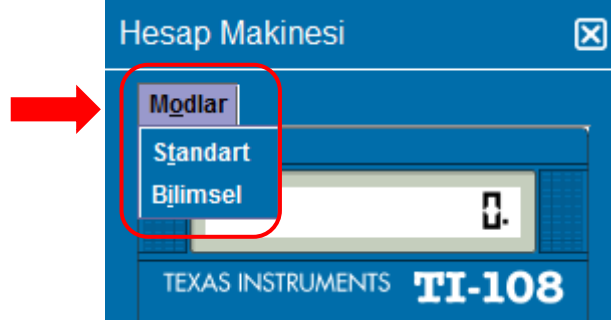 Hesap Makinesi
Modlar
Standart
Bilimsel
0.
TEXAS INSTRUMENTS TI-108